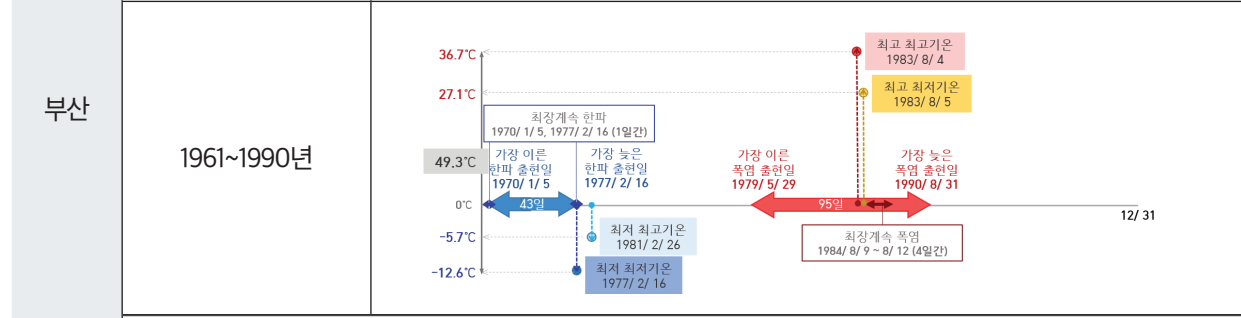 부산
1961~1990년
36.7℃
최고 최고기온
1983/ 8/ 4
27.1℃
최고 최저기온
1983/ 8/ 5
최장계속 한파
1970/ 1/ 5, 1977/ 2/ 16 (1일간)
49.3℃
가장 이른
한파 출현일
1970/ 1/ 5
가장 늦은
한파 출현일
1977/ 2/ 16
가장 이른
폭염 출현일
1979/ 5/ 29
가장 늦은
폭염 출현일
1990/ 8/ 31
0℃
43일
95일
12/ 31
-5.7℃
최저 최고기온
1981/ 2/ 26
최장계속 폭염
1984/ 8/ 9 ~ 8/ 12 (4일간)
-12.6℃
최저 최저기온
1977/ 2/ 16